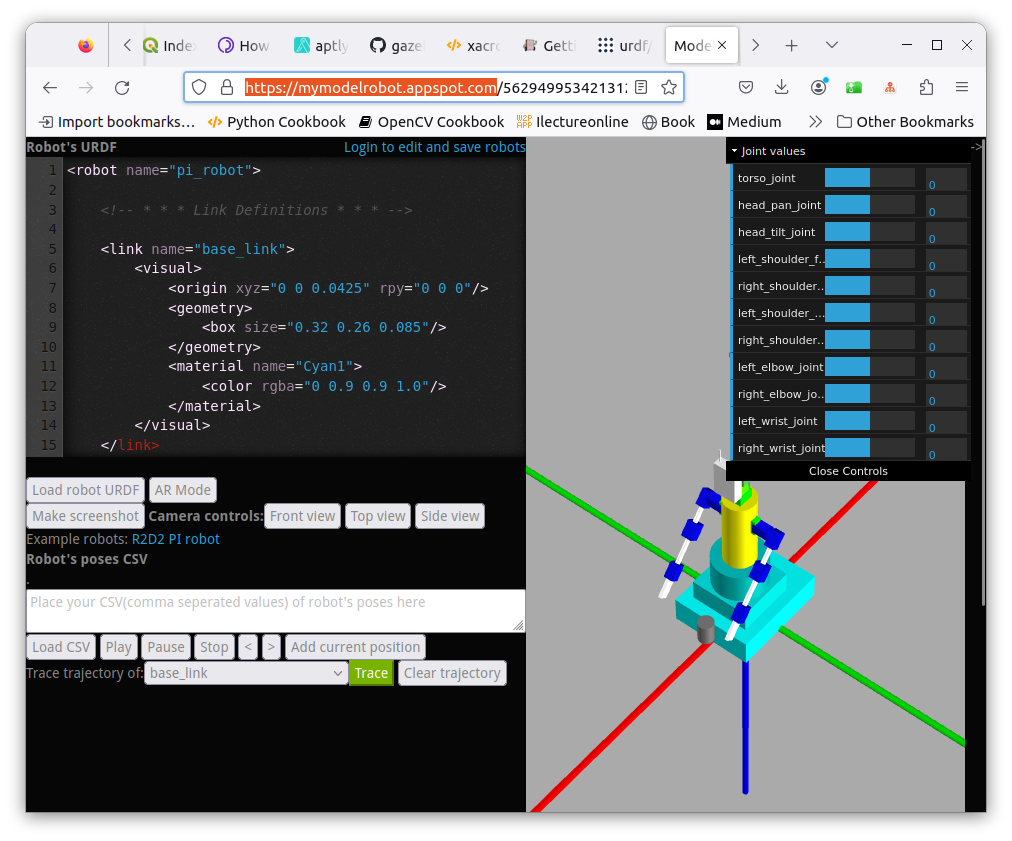 Inde
How
aptly
gaze
xacr
Getti
urdf/
Mode
https://mymodelrobot.appspot.com/562949953421312
Import bookmarks…
Python Cookbook
OpenCV Cookbook
Ilectureonline
Book
Medium
Other Bookmarks
Robot's URDF
Login to edit and save robots
1 <robot name="pi_robot">
2
3 <!-- * * * Link Definitions * * * -->
4
5 <link name="base_link">
6 <visual>
7 <origin xyz="0 0 0.0425" rpy="0 0 0"/>
8 <geometry>
9 <box size="0.32 0.26 0.085"/>
10 </geometry>
11 <material name="Cyan1">
12 <color rgba="0 0.9 0.9 1.0"/>
13 </material>
14 </visual>
15 </link>
Load robot URDF AR Mode
Make screenshot Camera controls: Front view Top view Side view
Example robots: R2D2 PI robot
Robot's poses CSV
.
Place your CSV(comma seperated values) of robot's poses here
Load CSV Play Pause Stop < > Add current position
Trace trajectory of: base_link Trace Clear trajectory
Joint values
->
torso_joint 0
head_pan_joint 0
head_tilt_joint 0
left_shoulder_f… 0
right_shoulder… 0
left_shoulder_… 0
right_shoulder… 0
left_elbow_joint 0
right_elbow_jo… 0
left_wrist_joint 0
right_wrist_joint 0
Close Controls